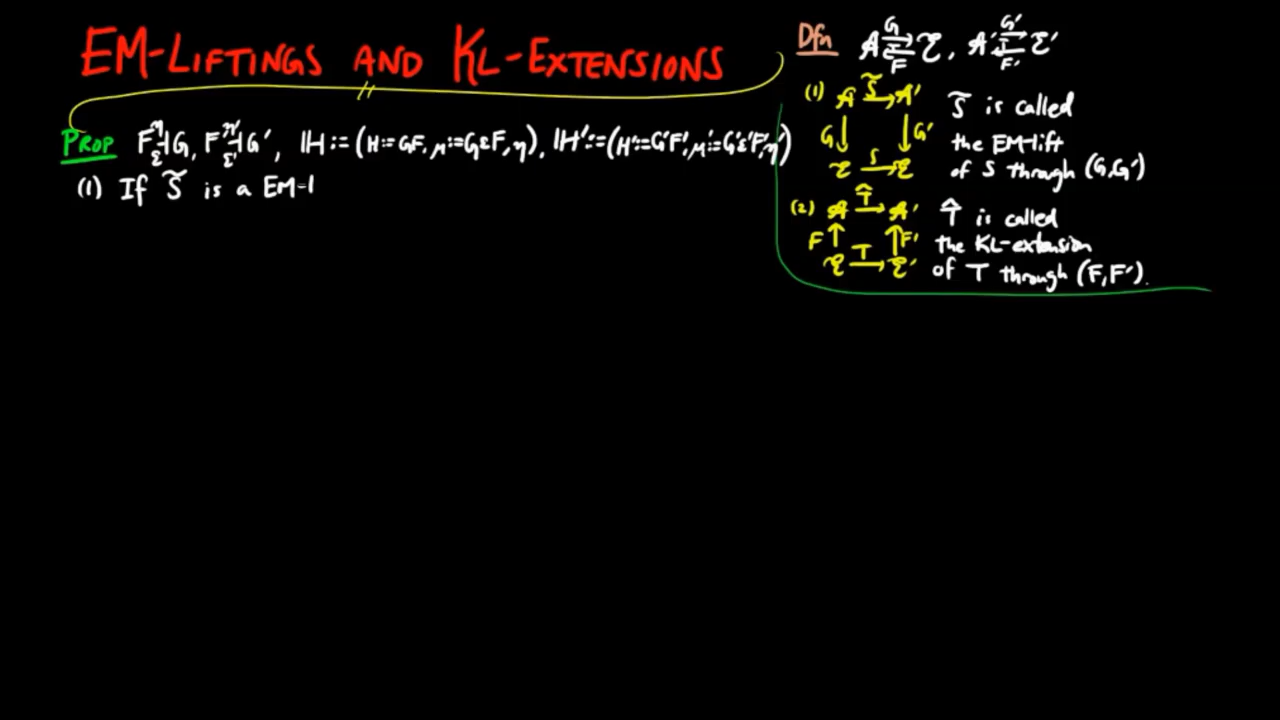 EM-LIFTINGS AND KL-EXTENSIONS
PROP F ⊣ G, F' ⊣ G', ℍ := (H := GF, μ := GεF, η), ℍ' := (H' := G'F', μ' := G'ε'F', η')
η η'
ε ε'
(1) If S̃ is a EM-l
Dfn A ⇄ C, A' ⇄ C'
G G'
F F'
(1) A S̃→ A' S̃ is called
G↓ ↓G' the EM-lift
C S→ C of S through (G,G')
(2) A T̂→ A' T̂ is called
F↑ ↑F' the KL-extension
C T→ C' of T through (F,F').